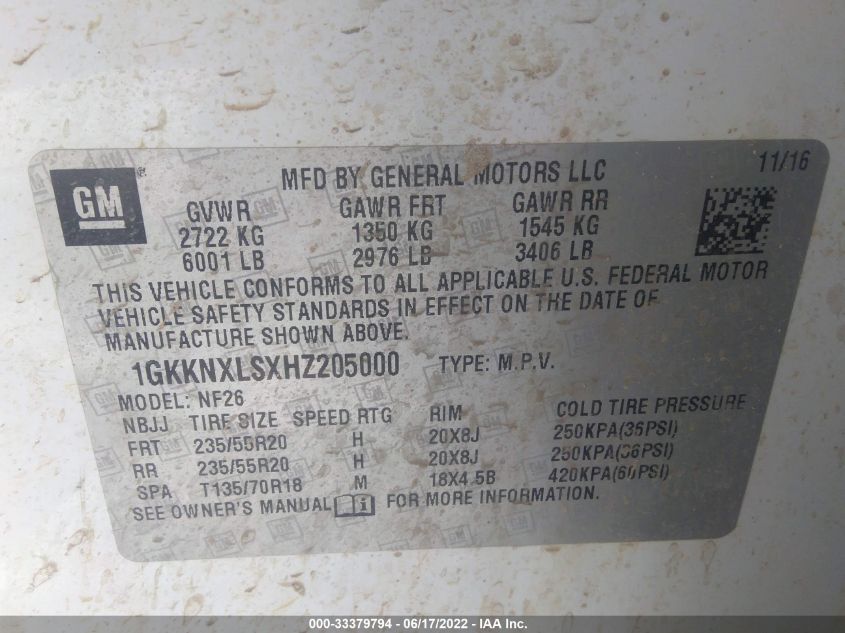 GM
MFD BY GENERAL MOTORS LLC 11/16
GVWR GAWR FRT GAWR RR
2722 KG 1350 KG 1545 KG
6001 LB 2976 LB 3406 LB
THIS VEHICLE CONFORMS TO ALL APPLICABLE U.S. FEDERAL MOTOR
VEHICLE SAFETY STANDARDS IN EFFECT ON THE DATE OF
MANUFACTURE SHOWN ABOVE.
1GKKNXLSXHZ205000 TYPE: M.P.V.
MODEL: NF26
NBJJ TIRE SIZE SPEED RTG RIM COLD TIRE PRESSURE
FRT 235/55R20 H 20X8J 250KPA(36PSI)
RR 235/55R20 H 20X8J 250KPA(36PSI)
SPA T135/70R18 M 18X4.5B 420KPA(60PSI)
SEE OWNER'S MANUAL FOR MORE INFORMATION.
000-33379794 - 06/17/2022 - IAA Inc.